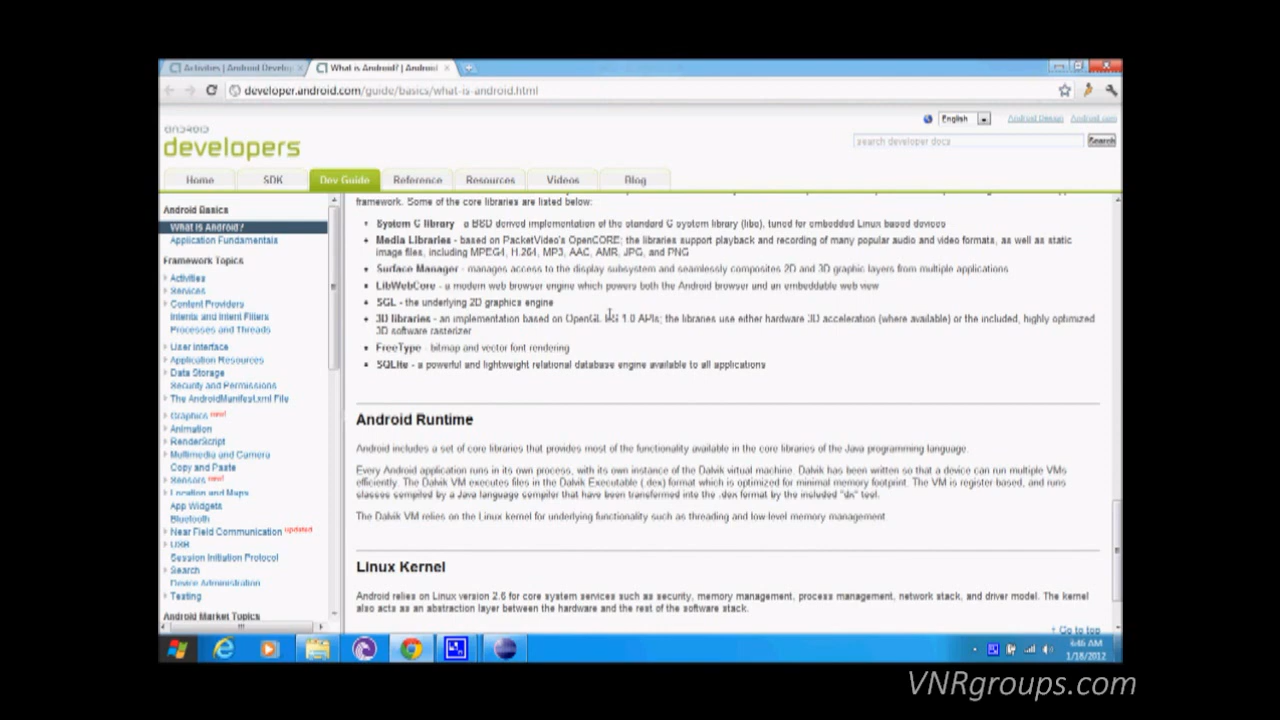 Activities | Android Develo
What is Android? | Android
developer.android.com/guide/basics/what-is-android.html
English
Android Design
Android.com
android
developers
search developer docs
Search
Home
SDK
Dev Guide
Reference
Resources
Videos
Blog
Android Basics
What Is Android?
Application Fundamentals
Framework Topics
Activities
Services
Content Providers
Intents and Intent Filters
Processes and Threads
User Interface
Application Resources
Data Storage
Security and Permissions
The AndroidManifest.xml File
Graphics new!
Animation
RenderScript
Multimedia and Camera
Copy and Paste
Sensors new!
Location and Maps
App Widgets
Bluetooth
Near Field Communication updated
USB
Session Initiation Protocol
Search
Device Administration
Testing
Android Market Topics
framework. Some of the core libraries are listed below:
System C library - a BSD-derived implementation of the standard C system library (libc), tuned for embedded Linux-based devices
Media Libraries - based on PacketVideo's OpenCORE; the libraries support playback and recording of many popular audio and video formats, as well as static
image files, including MPEG4, H.264, MP3, AAC, AMR, JPG, and PNG
Surface Manager - manages access to the display subsystem and seamlessly composites 2D and 3D graphic layers from multiple applications
LibWebCore - a modern web browser engine which powers both the Android browser and an embeddable web view
SGL - the underlying 2D graphics engine
3D libraries - an implementation based on OpenGL ES 1.0 APIs; the libraries use either hardware 3D acceleration (where available) or the included, highly optimized
3D software rasterizer
FreeType - bitmap and vector font rendering
SQLite - a powerful and lightweight relational database engine available to all applications
Android Runtime
Android includes a set of core libraries that provides most of the functionality available in the core libraries of the Java programming language.
Every Android application runs in its own process, with its own instance of the Dalvik virtual machine. Dalvik has been written so that a device can run multiple VMs
efficiently. The Dalvik VM executes files in the Dalvik Executable (.dex) format which is optimized for minimal memory footprint. The VM is register-based, and runs
classes compiled by a Java language compiler that have been transformed into the .dex format by the included "dx" tool.
The Dalvik VM relies on the Linux kernel for underlying functionality such as threading and low-level memory management
Linux Kernel
Android relies on Linux version 2.6 for core system services such as security, memory management, process management, network stack, and driver model. The kernel
also acts as an abstraction layer between the hardware and the rest of the software stack.
↑ Go to top
6:46 AM
1/18/2012
VNRgroups.com